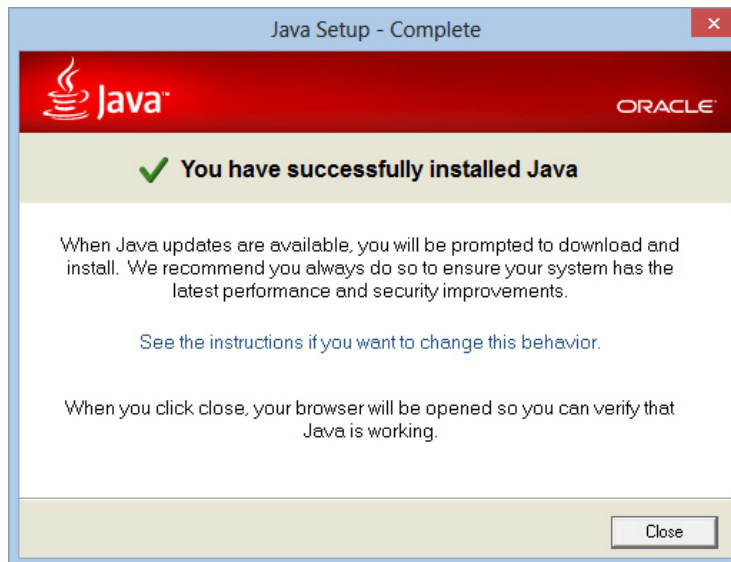 Java Setup - Complete
Java™
ORACLE®
You have successfully installed Java
When Java updates are available, you will be prompted to download and
install. We recommend you always do so to ensure your system has the
latest performance and security improvements.
See the instructions if you want to change this behavior.
When you click close, your browser will be opened so you can verify that
Java is working.
Close